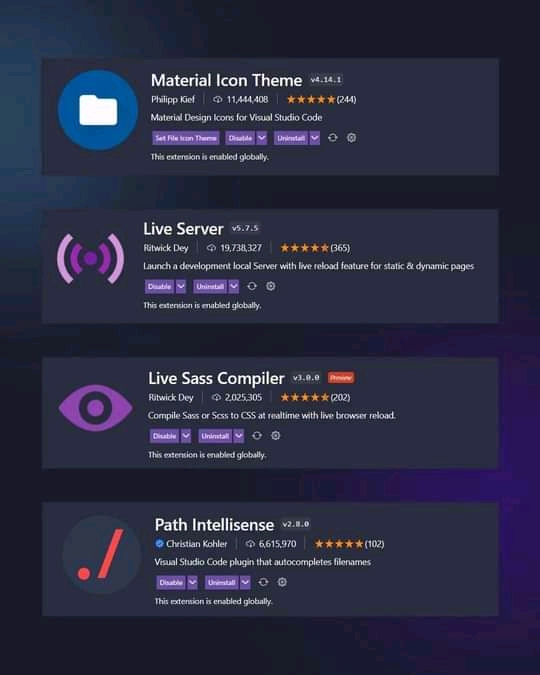 Material Icon Theme v4.14.1
Philipp Kief 11,444,408 ★★★★★(244)
Material Design Icons for Visual Studio Code
Set File Icon Theme Disable Uninstall
This extension is enabled globally.
Live Server v5.7.5
Ritwick Dey 19,738,327 ★★★★★(365)
Launch a development local Server with live reload feature for static & dynamic pages
Disable Uninstall
This extension is enabled globally.
Live Sass Compiler v3.0.0 Preview
Ritwick Dey 2,025,305 ★★★★★(202)
Compile Sass or Scss to CSS at realtime with live browser reload.
Disable Uninstall
This extension is enabled globally.
./
Path Intellisense v2.8.0
Christian Kohler 6,615,970 ★★★★★(102)
Visual Studio Code plugin that autocompletes filenames
Disable Uninstall
This extension is enabled globally.